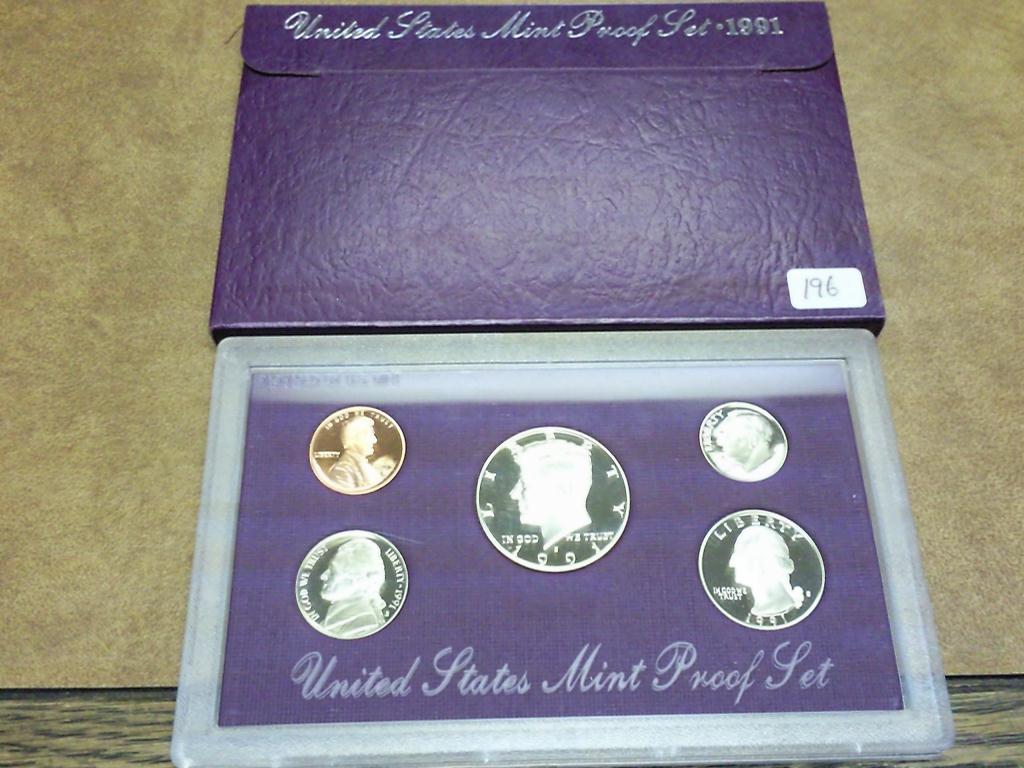 United States Mint Proof Set · 1991
196
IN GOD WE TRUST
LIBERTY
LIBERTY
IN GOD WE TRUST
1991
LIBERTY
IN GOD WE TRUST
LIBERTY · 1991
LIBERTY
IN GOD WE
TRUST
1991
United States Mint Proof Set